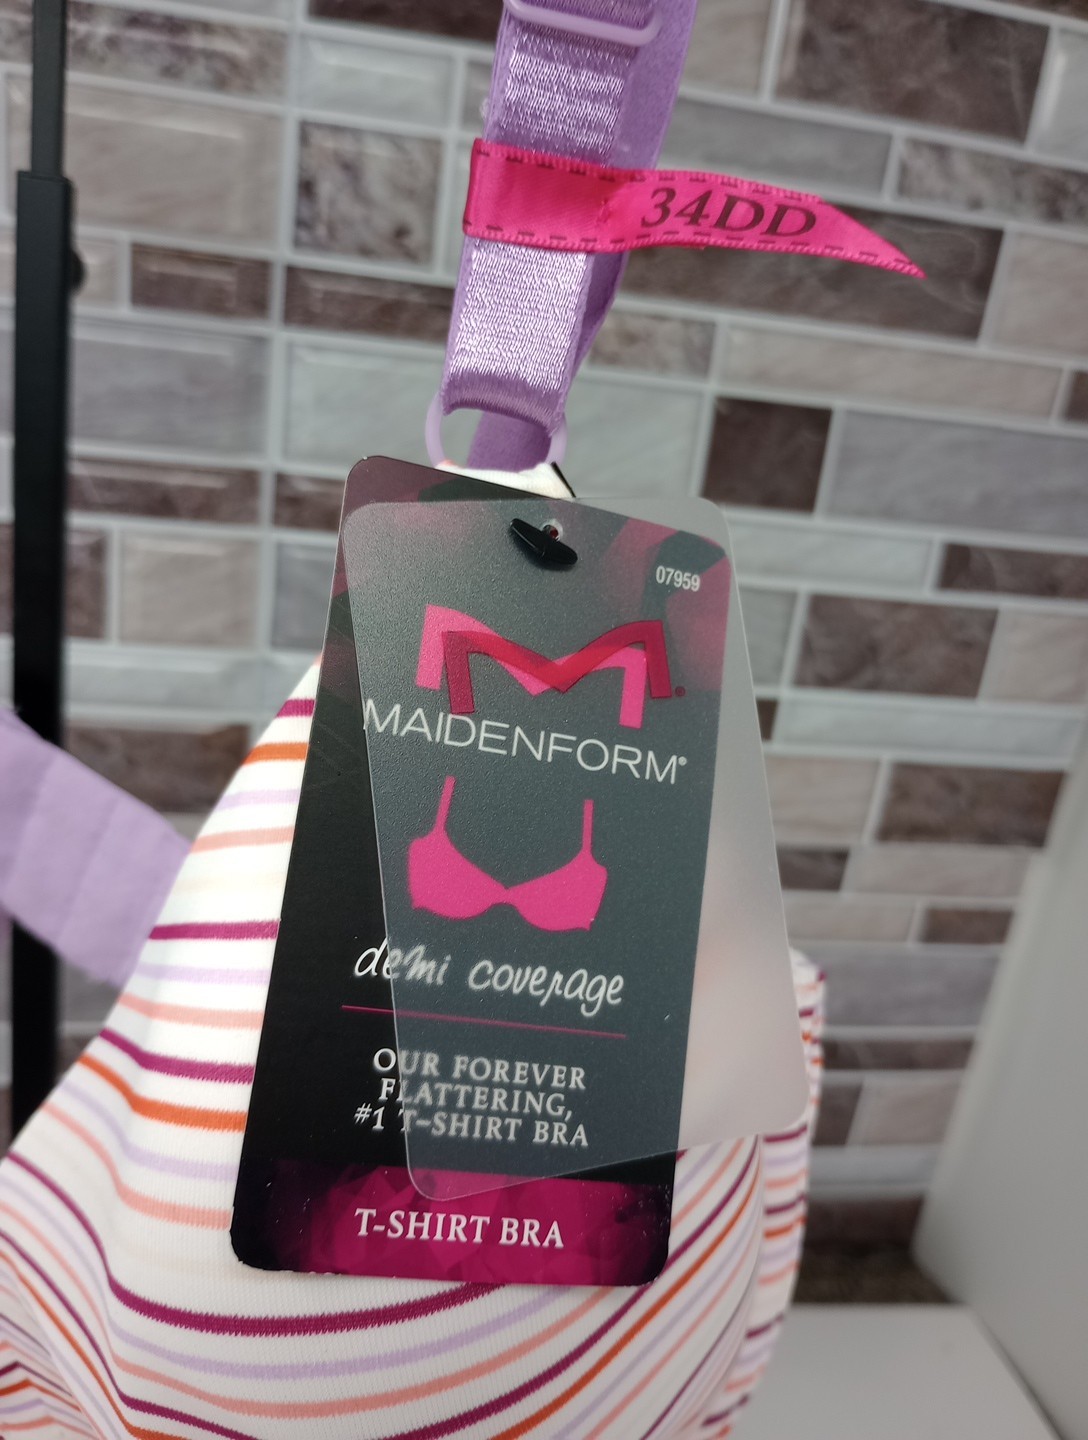 34DD
07959
MAIDENFORM®
demi coverage
OUR FOREVER
FLATTERING,
#1 T-SHIRT BRA
T-SHIRT BRA